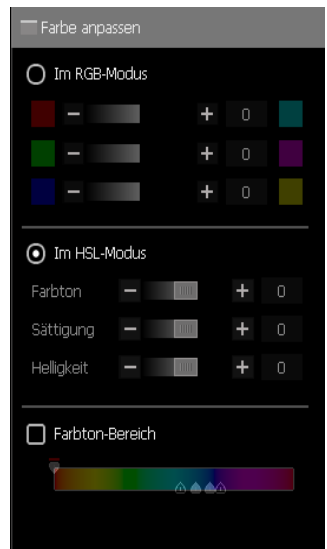 Farbe anpassen
Im RGB-Modus
0
0
0
Im HSL-Modus
Farbton 0
Sättigung 0
Helligkeit 0
Farbton-Bereich